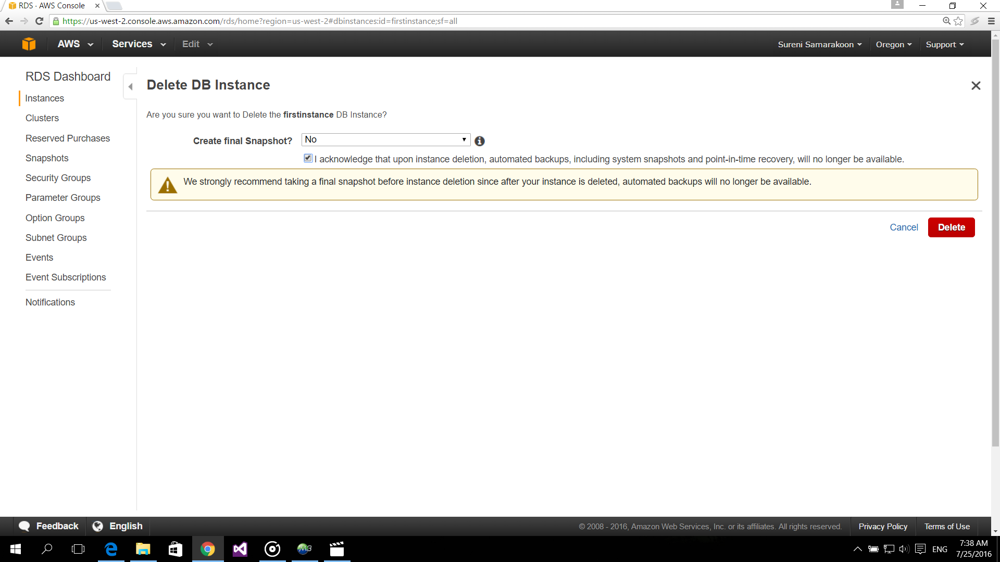 RDS · AWS Console
https://us-west-2.console.aws.amazon.com/rds/home?region=us-west-2#dbinstances:id=firstinstance;sf=all
AWS Services Edit Sureni Samarakoon Oregon Support
RDS Dashboard
Instances
Clusters
Reserved Purchases
Snapshots
Security Groups
Parameter Groups
Option Groups
Subnet Groups
Events
Event Subscriptions
Notifications
Delete DB Instance
Are you sure you want to Delete the firstinstance DB Instance?
Create final Snapshot? No
I acknowledge that upon instance deletion, automated backups, including system snapshots and point-in-time recovery, will no longer be available.
We strongly recommend taking a final snapshot before instance deletion since after your instance is deleted, automated backups will no longer be available.
Cancel Delete
Feedback English © 2008 - 2016, Amazon Web Services, Inc. or its affiliates. All rights reserved. Privacy Policy Terms of Use
M3
ENG
7:38 AM
7/25/2016